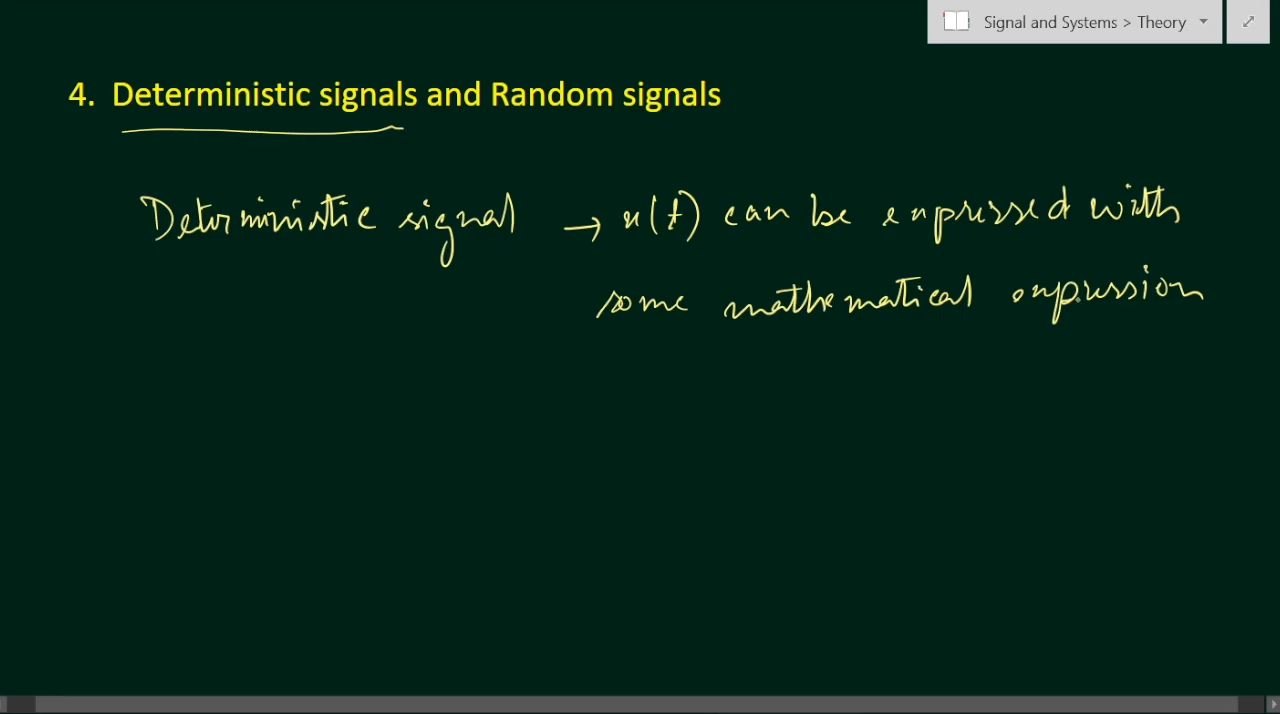 Signal and Systems > Theory
4. Deterministic signals and Random signals
Deterministic signal → x(t) can be expressed with
some mathematical expression